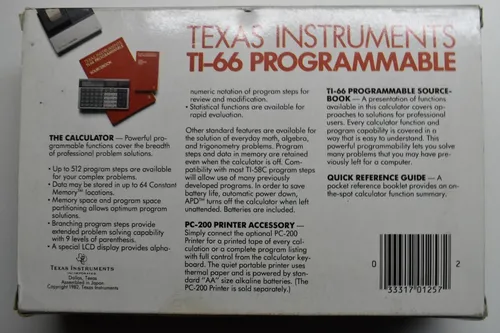 TEXAS INSTRUMENTS
TI-66 PROGRAMMABLE
THE CALCULATOR — Powerful pro-
grammable functions cover the breadth
of professional problem solutions.
• Up to 512 program steps are available
for your complex problems.
• Data may be stored in up to 64 Constant
Memory™ locations.
• Memory space and program space
partitioning allows optimum program
solutions.
• Branching program steps provide
extended problem solving capability
with 9 levels of parenthesis.
• A special LCD display provides alpha-
TEXAS INSTRUMENTS
INCORPORATED
Dallas, Texas
Assembled in Japan
Copyright 1983, Texas Instruments
numeric notation of program steps for
review and modification.
• Statistical functions are available for
rapid evaluation.
Other standard features are available for
the solution of everyday math, algebra,
and trigonometry problems. Program
steps and data in memory are retained
even when the calculator is off. Com-
patibility with most TI-58C program steps
will allow use of many previously
developed programs. In order to save
battery life, automatic power down,
APD™ turns off the calculator when left
unattended. Batteries are included.
PC-200 PRINTER ACCESSORY —
Simply connect the optional PC-200
Printer for a printed tape of every cal-
culation or a complete program listing
with full control from the calculator key-
board. The quiet portable printer uses
thermal paper and is powered by stan-
dard "AA" size alkaline batteries. (The
PC-200 Printer is sold separately.)
TI-66 PROGRAMMABLE SOURCE-
BOOK — A presentation of functions
available in this calculator covers ap-
proaches to solutions for professional
users. Every calculator function and
program capability is covered in a
way that is easy to understand. This
powerful programmability lets you solve
many problems that you may have pre-
viously left for a computer.
QUICK REFERENCE GUIDE — A
pocket reference booklet provides an on-
the-spot calculator function summary.
0 33317 01257 2